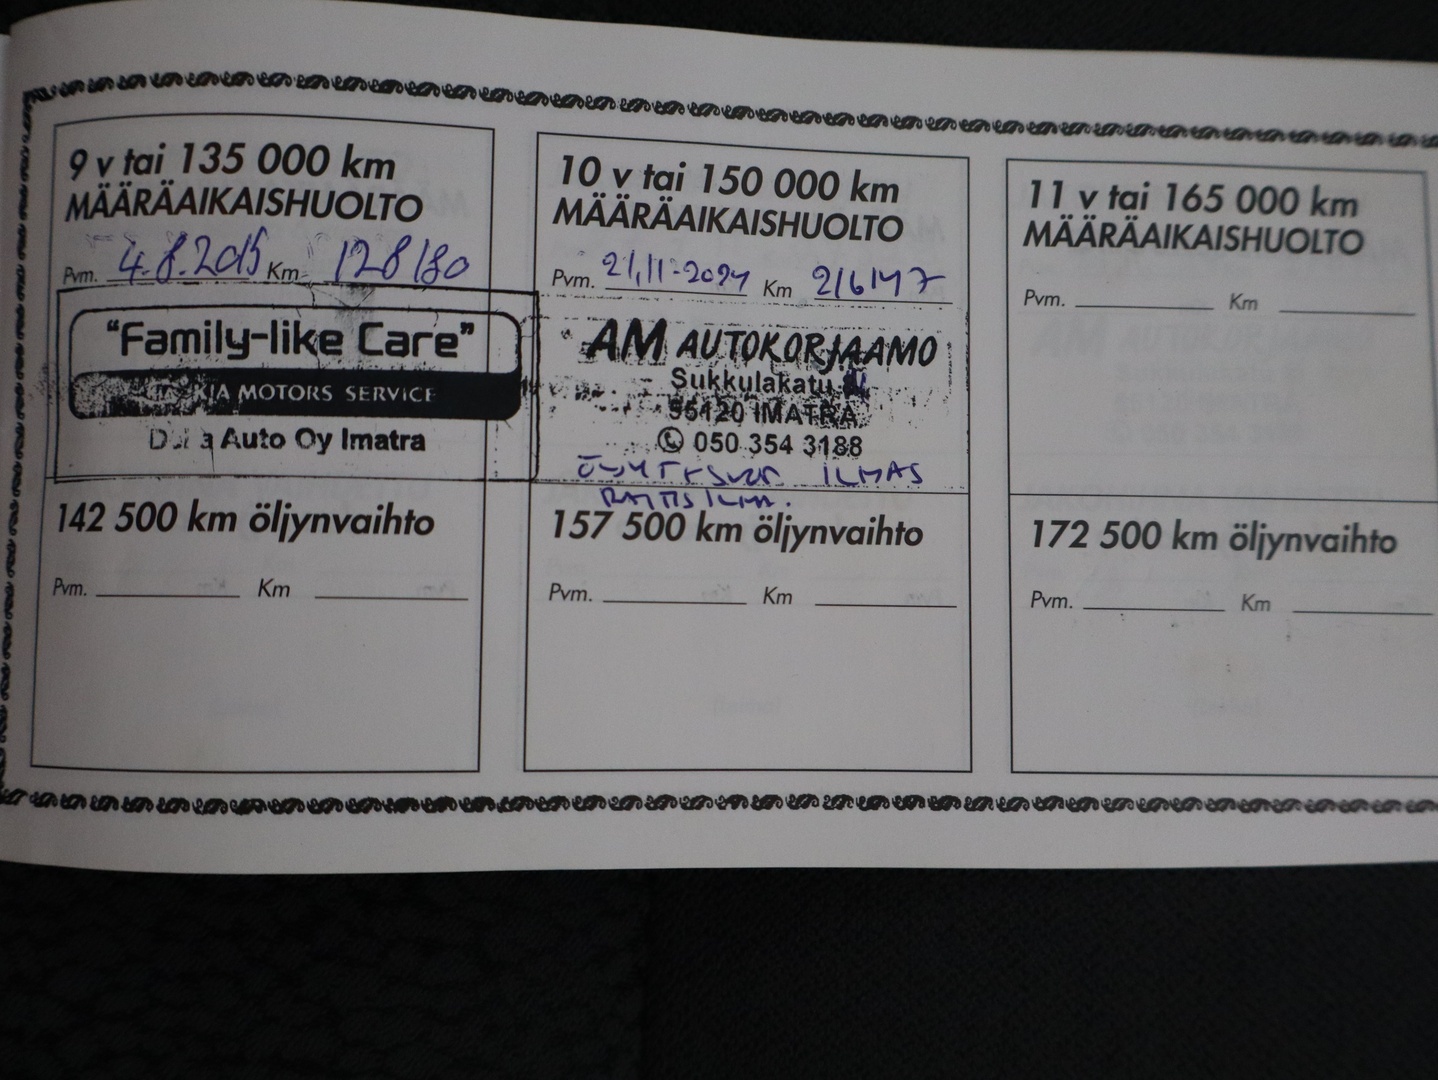 9 v tai 135 000 km
MÄÄRÄAIKAISHUOLTO
Pvm. 4.8.2015 Km 128180
"Family-like Care"
KIA MOTORS SERVICE
Auto Oy Imatra
142 500 km öljynvaihto
Pvm. Km
10 v tai 150 000 km
MÄÄRÄAIKAISHUOLTO
Pvm. 21.11-2024 Km 216147
AM AUTOKORJAAMO
Sukkulakatu
55120 IMATRA
050 354 3188
ILMAS
157 500 km öljynvaihto
Pvm. Km
11 v tai 165 000 km
MÄÄRÄAIKAISHUOLTO
Pvm. Km
172 500 km öljynvaihto
Pvm. Km